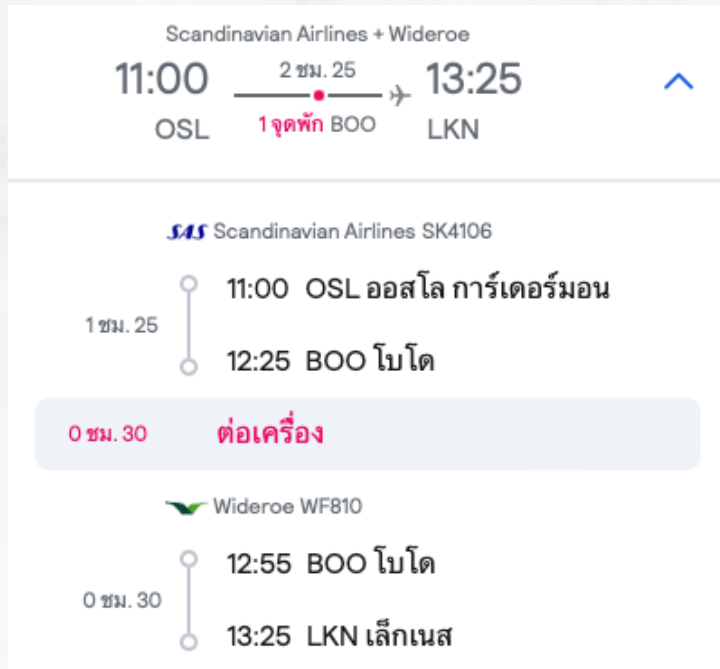 Scandinavian Airlines + Wideroe
11:00 2 ชม. 25 13:25
OSL 1 จุดพัก BOO LKN
SAS Scandinavian Airlines SK4106
11:00 OSL ออสโล การ์เดอร์มอน
1 ชม. 25
12:25 BOO โบโด
0 ชม. 30 ต่อเครื่อง
Wideroe WF810
12:55 BOO โบโด
0 ชม. 30
13:25 LKN เล็กเนส